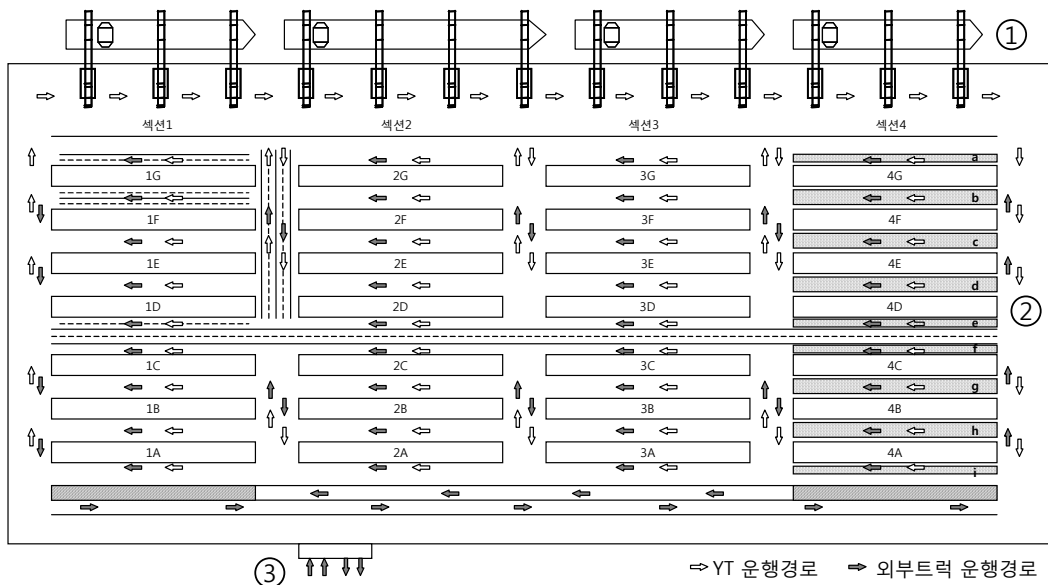 ①
섹션1 섹션2 섹션3 섹션4
a
1G 2G 3G 4G
b
1F 2F 3F 4F
c
1E 2E 3E 4E
d
1D 2D 3D 4D
②
e
f
1C 2C 3C 4C
g
1B 2B 3B 4B
h
1A 2A 3A 4A
i
③
YT 운행경로 외부트럭 운행경로